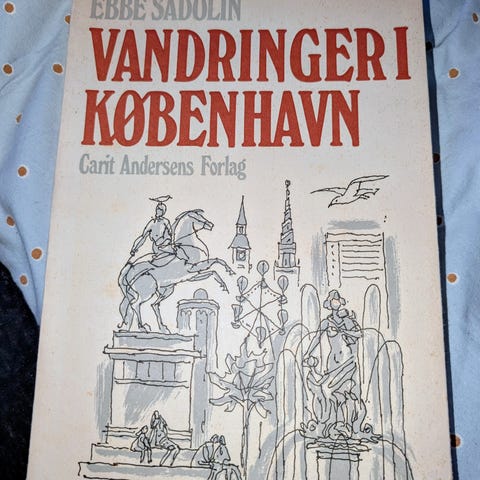 EBBE SADOLIN
VANDRINGER I
KØBENHAVN
Carit Andersens Forlag